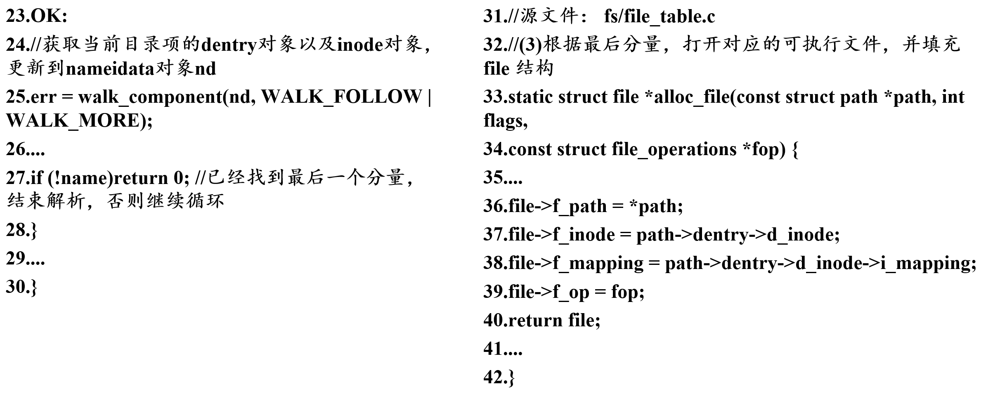 23.OK:
24.//获取当前目录项的dentry对象以及inode对象，
更新到nameidata对象nd
25.err = walk_component(nd, WALK_FOLLOW |
WALK_MORE);
26....
27.if (!name)return 0; //已经找到最后一个分量，
结束解析，否则继续循环
28.}
29....
30.}
31.//源文件： fs/file_table.c
32.//(3)根据最后分量，打开对应的可执行文件，并填充
file 结构
33.static struct file *alloc_file(const struct path *path, int
flags,
34.const struct file_operations *fop) {
35....
36.file->f_path = *path;
37.file->f_inode = path->dentry->d_inode;
38.file->f_mapping = path->dentry->d_inode->i_mapping;
39.file->f_op = fop;
40.return file;
41....
42.}